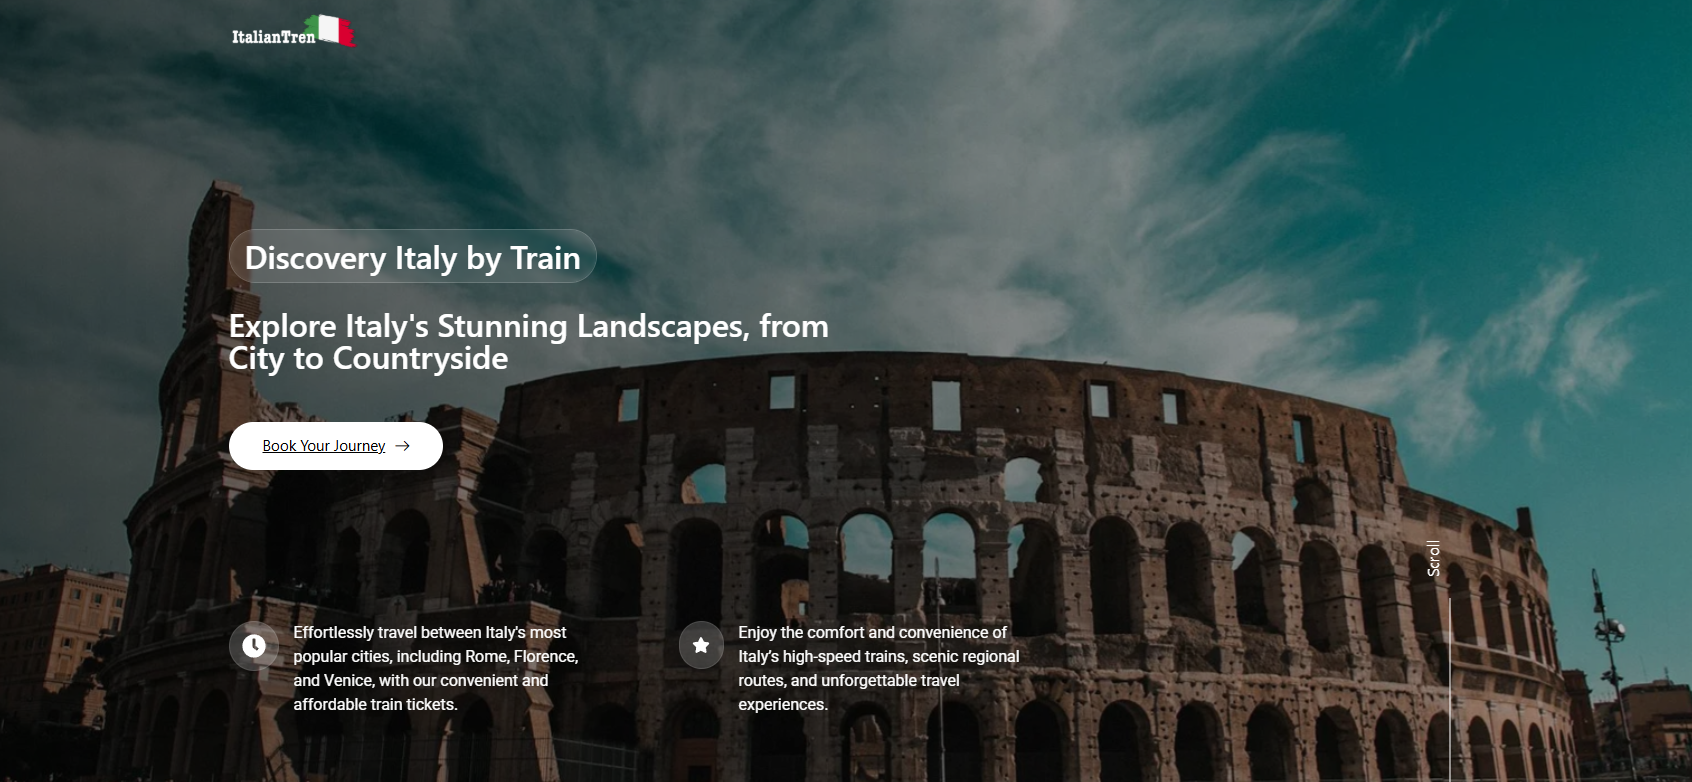 ItalianTren
Discovery Italy by Train
Explore Italy's Stunning Landscapes, from
City to Countryside
Book Your Journey
Scroll
Effortlessly travel between Italy's most
popular cities, including Rome, Florence,
and Venice, with our convenient and
affordable train tickets.
Enjoy the comfort and convenience of
Italy’s high-speed trains, scenic regional
routes, and unforgettable travel
experiences.